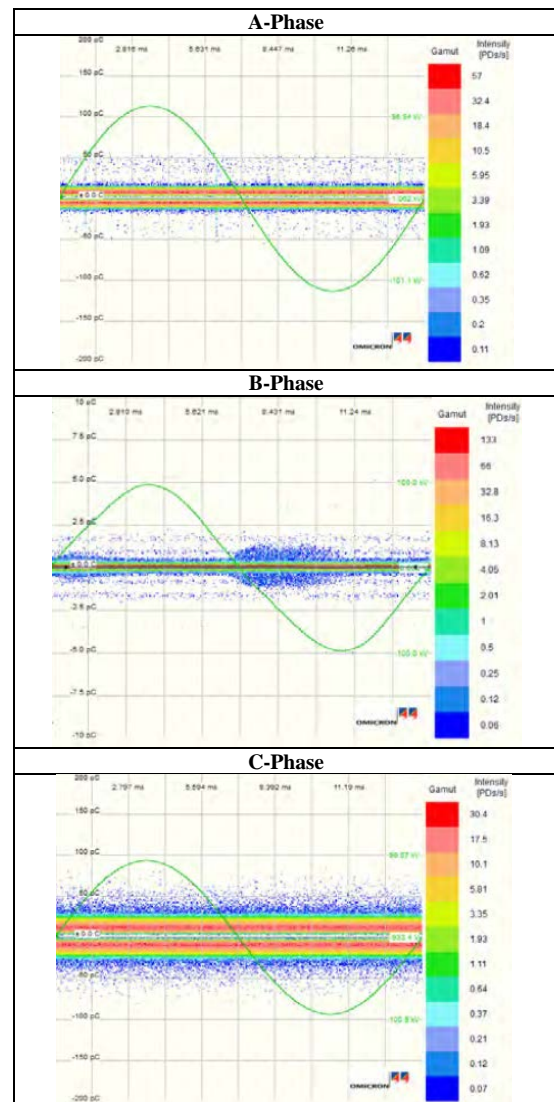 A-Phase
200 pC
2.816 ms 5.631 ms 8.447 ms 11.26 ms
Gamut
Intensity
[PDs/s]
150 pC
100 pC
50 pC
-50 pC
-100 pC
-150 pC
-200 pC
57
32.4
18.4
10.5
5.95
3.39
1.93
1.09
0.62
0.35
0.2
0.11
OMICRON
B-Phase
10 pC
2.810 ms 5.621 ms 8.431 ms 11.24 ms
Gamut
Intensity
[PDs/s]
7.5 pC
5.0 pC
2.5 pC
-2.5 pC
-5.0 pC
-7.5 pC
-10 pC
133
66
32.8
16.3
8.13
4.05
2.01
1
0.5
0.25
0.12
0.06
OMICRON
C-Phase
200 pC
2.797 ms 5.594 ms 8.392 ms 11.19 ms
Gamut
Intensity
[PDs/s]
150 pC
100 pC
50 pC
-50 pC
-100 pC
-150 pC
-200 pC
30.4
17.5
10.1
5.81
3.35
1.93
1.11
0.64
0.37
0.21
0.12
0.07
OMICRON